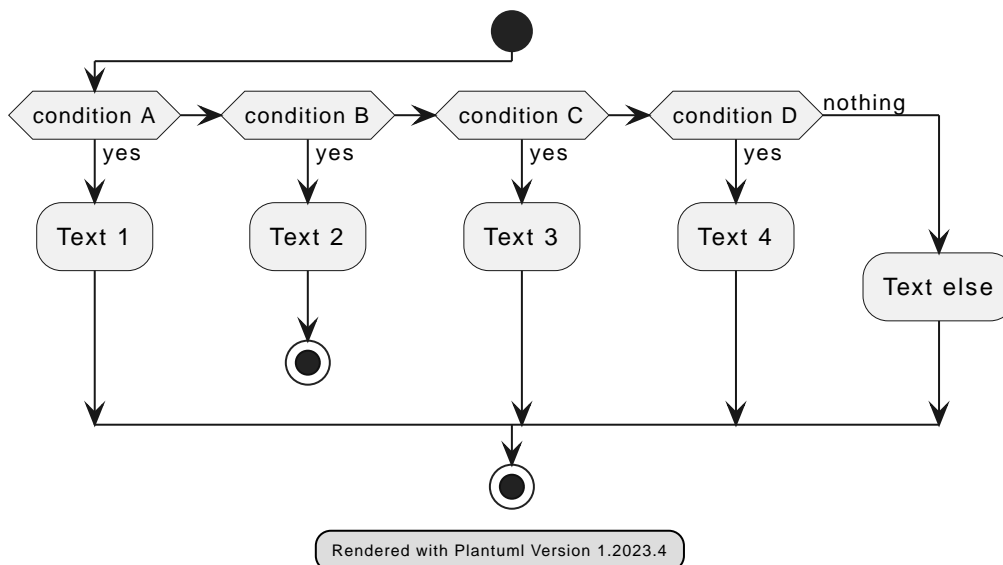 condition A
condition B
condition C
condition D
nothing
yes
yes
yes
yes
Text 1
Text 2
Text 3
Text 4
Text else
Rendered with Plantuml Version 1.2023.4